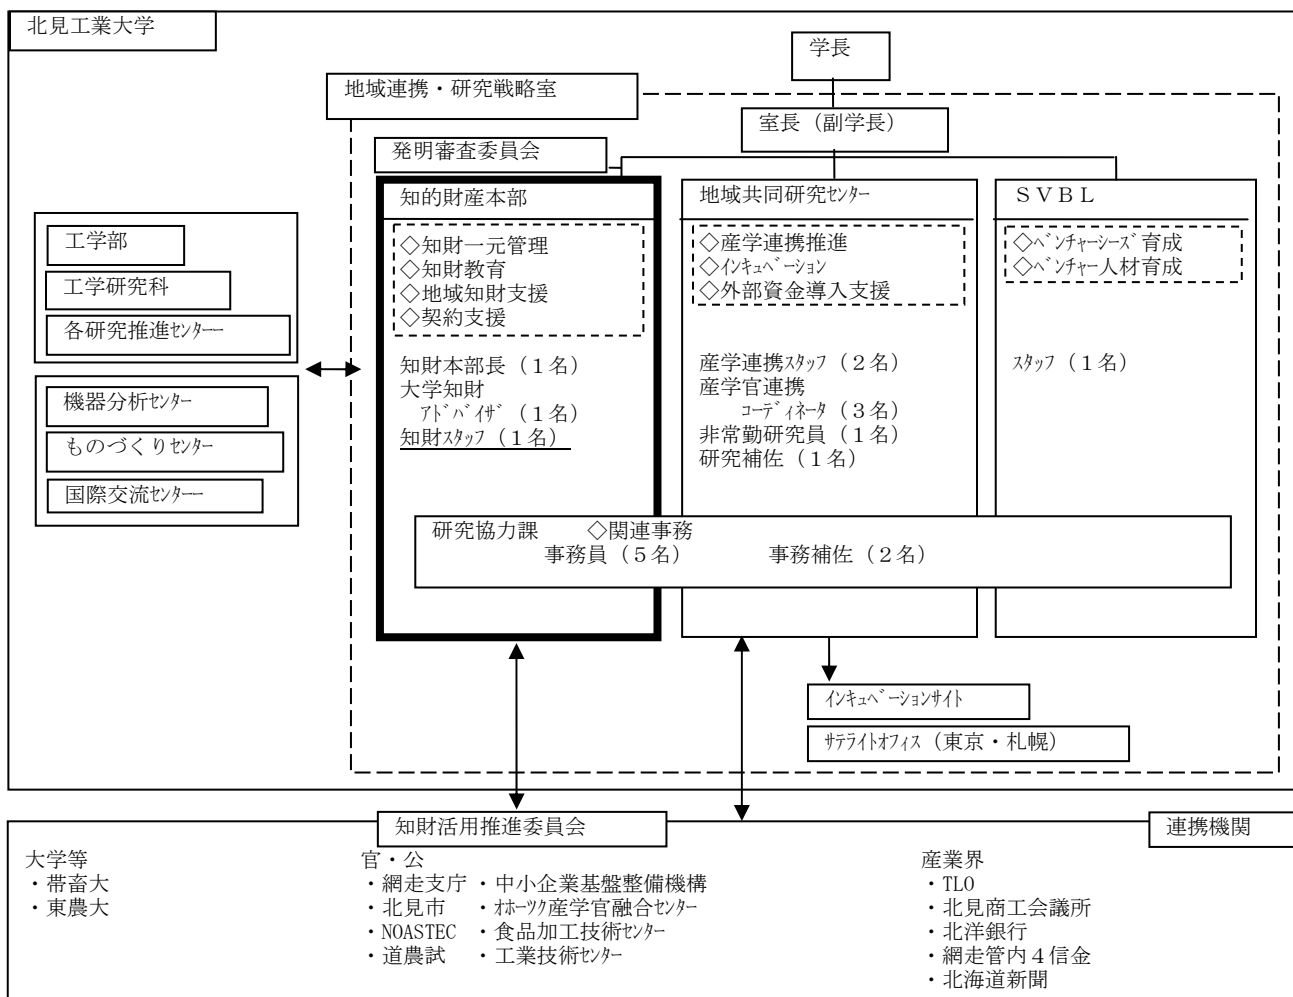 北見工業大学
学長
地域連携・研究戦略室
室長（副学長）
発明審査委員会
知的財産本部
◇知財一元管理
◇知財教育
◇地域知財支援
◇契約支援
知財本部長（１名）
大学知財
ｱﾄﾞﾊﾞｲｻﾞ（１名）
知財ｽﾀｯﾌ（１名）
地域共同研究ｾﾝﾀｰ
◇産学連携推進
◇ｲﾝｷｭﾍﾞｰｼｮﾝ
◇外部資金導入支援
産学連携ｽﾀｯﾌ（２名）
産学官連携
ｺｰﾃﾞｨﾈｰﾀ（３名）
非常勤研究員（１名）
研究補佐（１名）
ＳＶＢＬ
◇ﾍﾞﾝﾁｬｰｼｰｽﾞ育成
◇ﾍﾞﾝﾁｬｰ人材育成
ｽﾀｯﾌ（１名）
工学部
工学研究科
各研究推進ｾﾝﾀｰー
機器分析ｾﾝﾀｰ
ものづくりｾﾝﾀｰ
国際交流ｾﾝﾀｰー
研究協力課　◇関連事務
事務員（５名）　事務補佐（２名）
ｲﾝｷｭﾍﾞｰｼｮﾝｻｲﾄ
ｻﾃﾗｲﾄｵﾌｨｽ（東京・札幌）
知財活用推進委員会
連携機関
大学等
・帯畜大
・東農大
官・公
・網走支庁 ・中小企業基盤整備機構
・北見市 ・ｵﾎｰﾂｸ産学官融合ｾﾝﾀｰ
・NOASTEC ・食品加工技術ｾﾝﾀｰ
・道農試 ・工業技術ｾﾝﾀｰ
産業界
・TLO
・北見商工会議所
・北洋銀行
・網走管内４信金
・北海道新聞